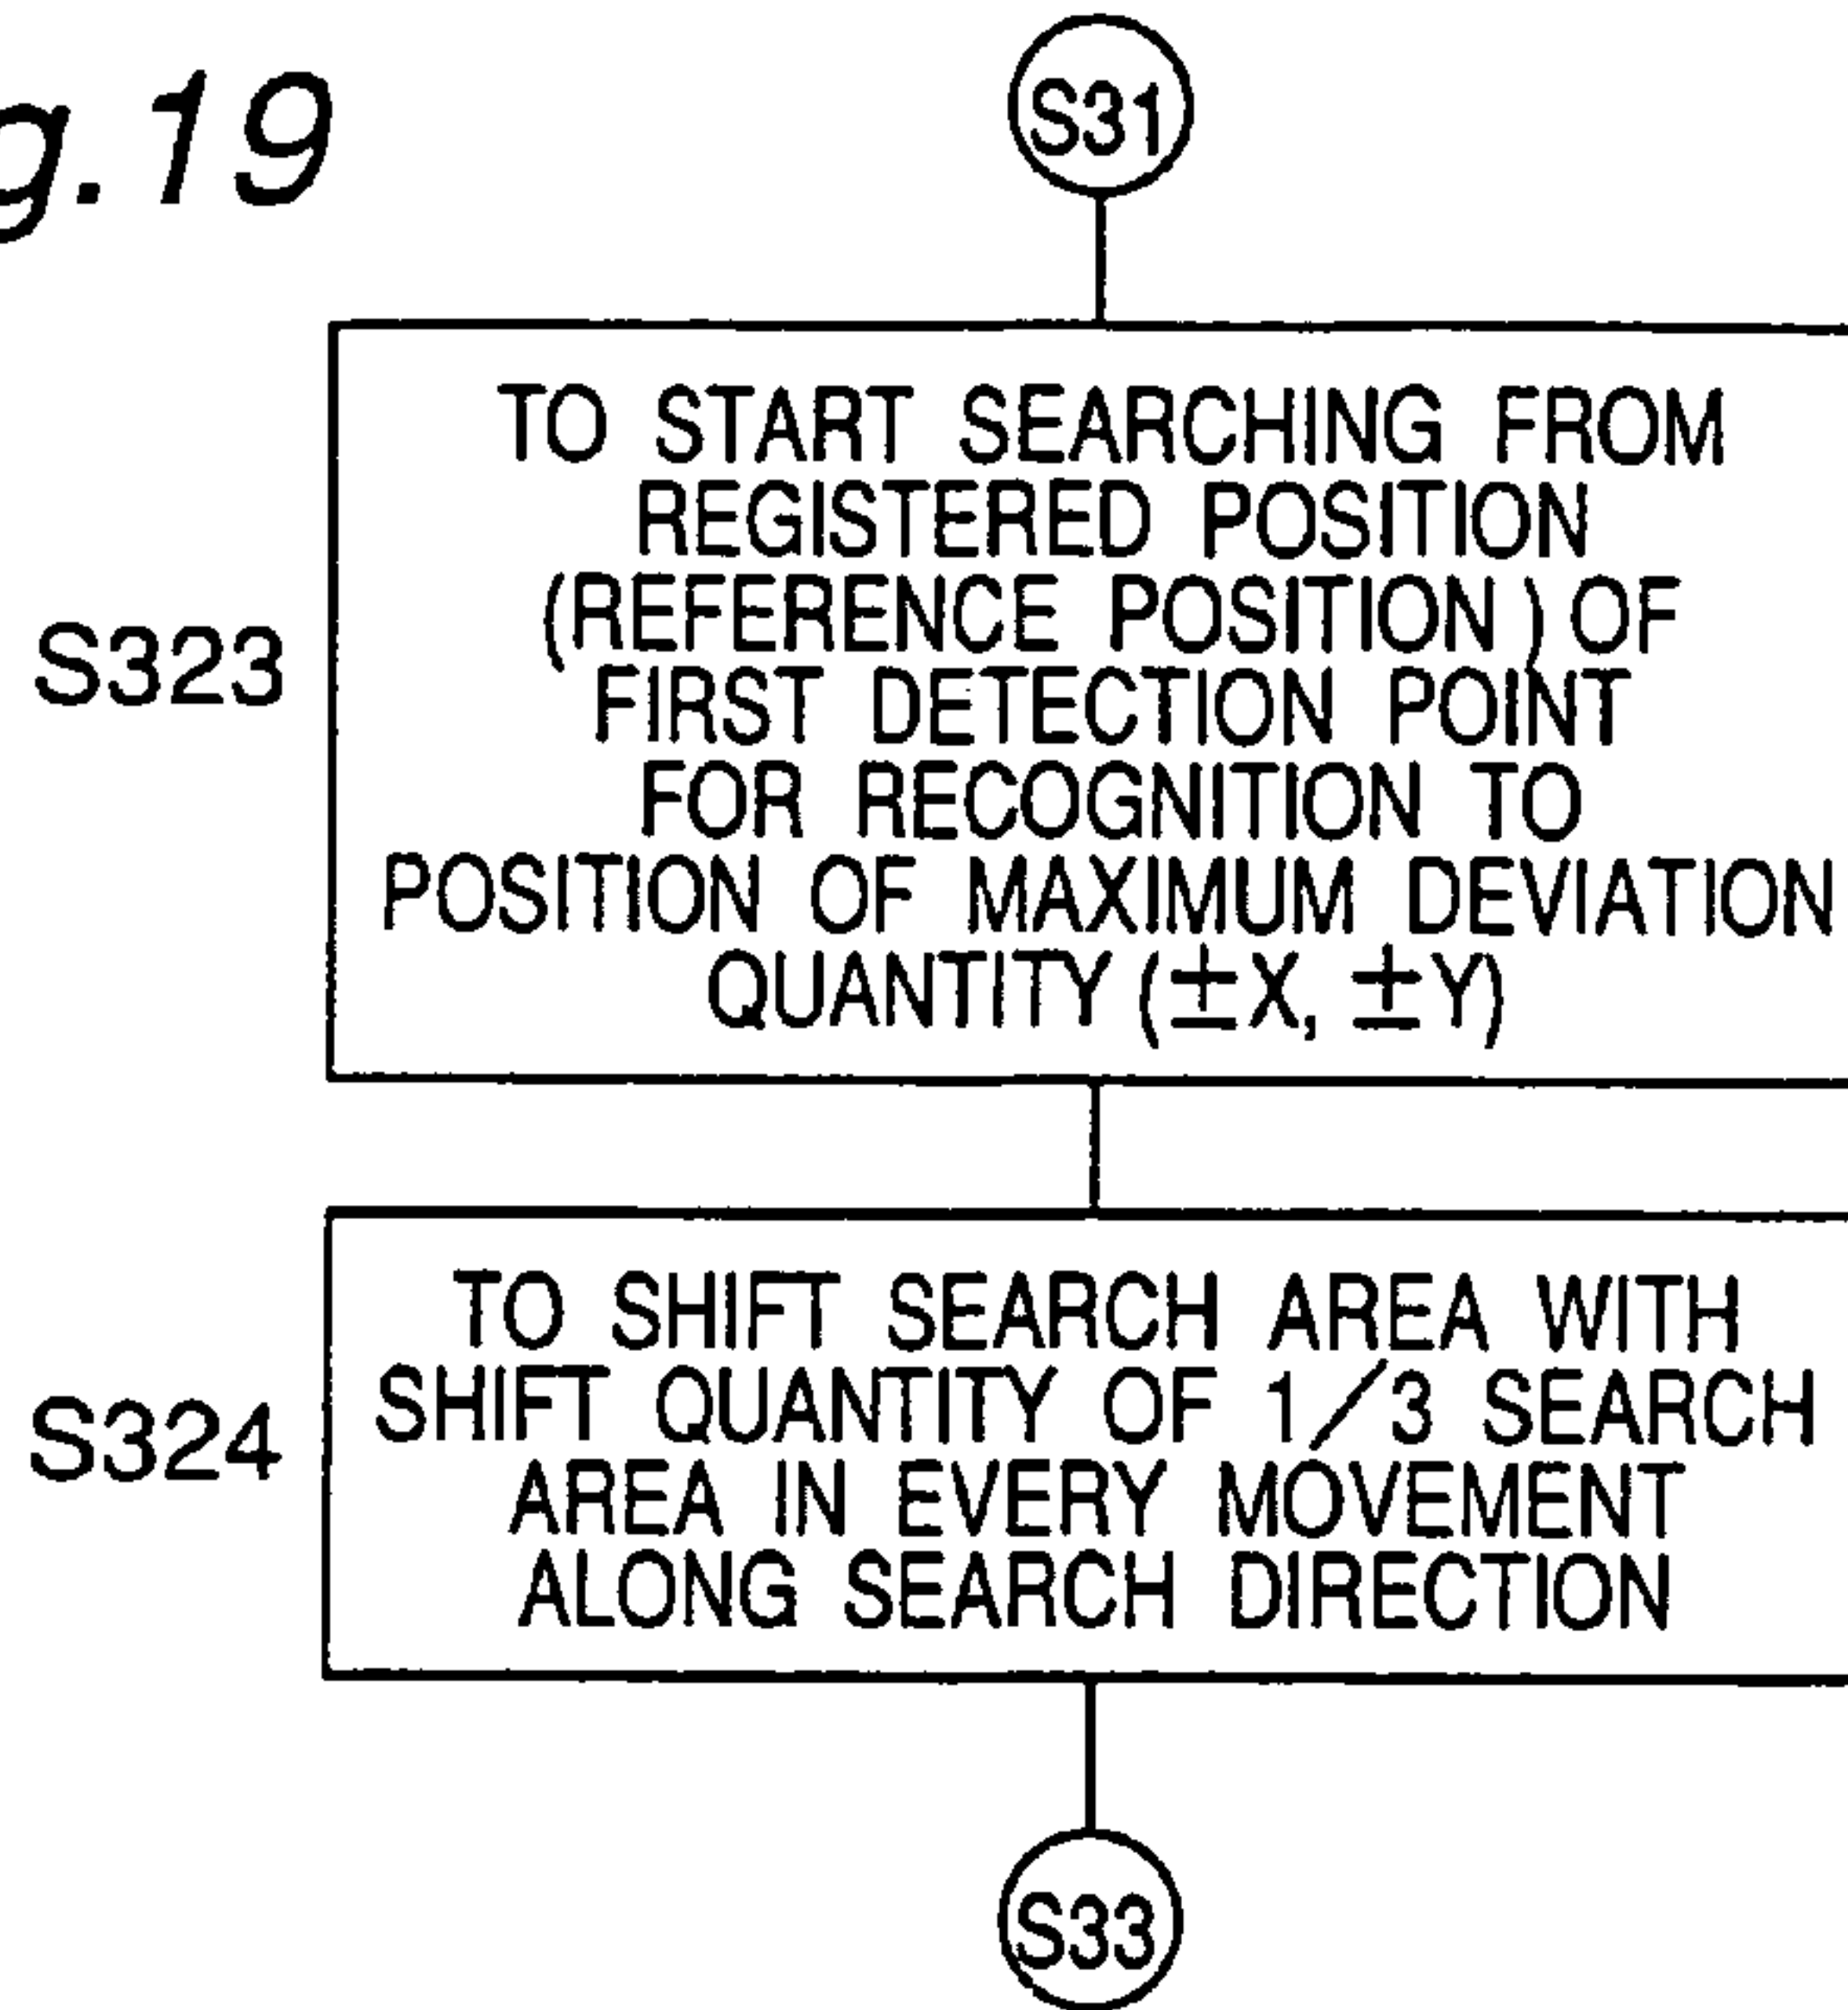 g.19
S31
TO START SEARCHING FROM
REGISTERED POSITION
(REFERENCE POSITION) OF
FIRST DETECTION POINT
FOR RECOGNITION TO
POSITION OF MAXIMUM DEVIATION
QUANTITY (±X, ±Y)
S323
TO SHIFT SEARCH AREA WITH
SHIFT QUANTITY OF 1/3 SEARCH
AREA IN EVERY MOVEMENT
ALONG SEARCH DIRECTION
S324
S33